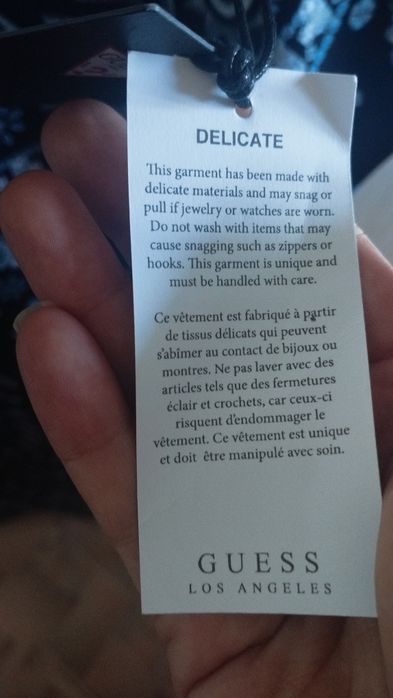 DELICATE
This garment has been made with
delicate materials and may snag or
pull if jewelry or watches are worn.
Do not wash with items that may
cause snagging such as zippers or
hooks. This garment is unique and
must be handled with care.
Ce vêtement est fabriqué à partir
de tissus délicats qui peuvent
s'abîmer au contact de bijoux ou
montres. Ne pas laver avec des
articles tels que des fermetures
éclair et crochets, car ceux-ci
risquent d'endommager le
vêtement. Ce vêtement est unique
et doit être manipulé avec soin.
GUESS
LOS ANGELES